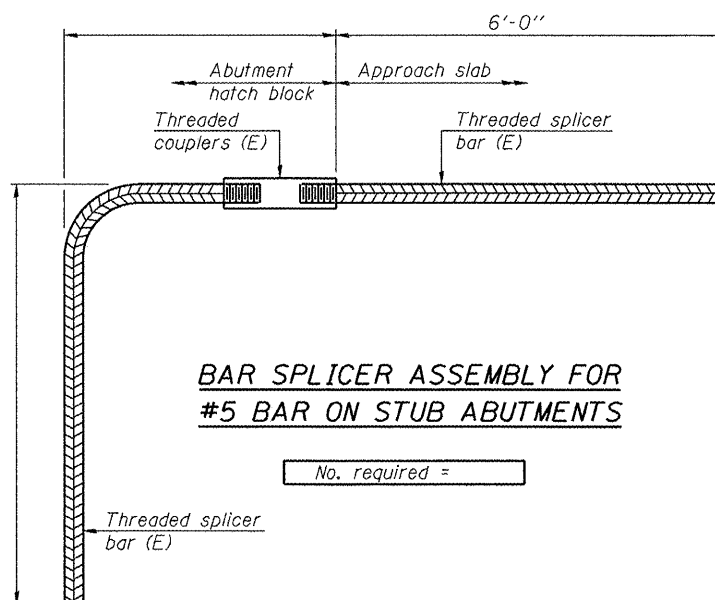 6'-0"
Abutment
hatch block
Approach slab
Threaded
couplers (E)
Threaded splicer
bar (E)
BAR SPLICER ASSEMBLY FOR
#5 BAR ON STUB ABUTMENTS
No. required =
Threaded splicer
bar (E)